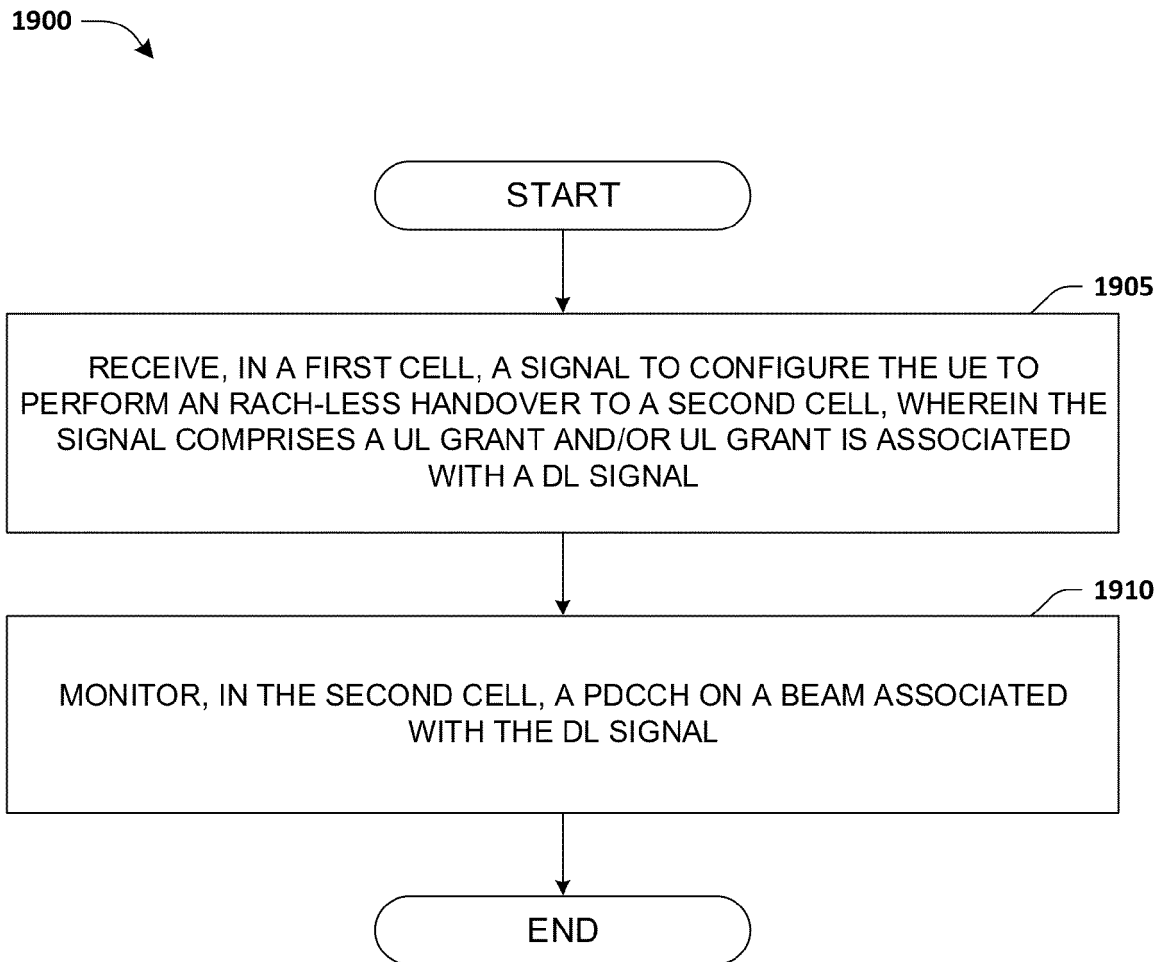 1900
START
1905
RECEIVE, IN A FIRST CELL, A SIGNAL TO CONFIGURE THE UE TO
PERFORM AN RACH-LESS HANDOVER TO A SECOND CELL, WHEREIN THE
SIGNAL COMPRISES A UL GRANT AND/OR UL GRANT IS ASSOCIATED
WITH A DL SIGNAL
1910
MONITOR, IN THE SECOND CELL, A PDCCH ON A BEAM ASSOCIATED
WITH THE DL SIGNAL
END